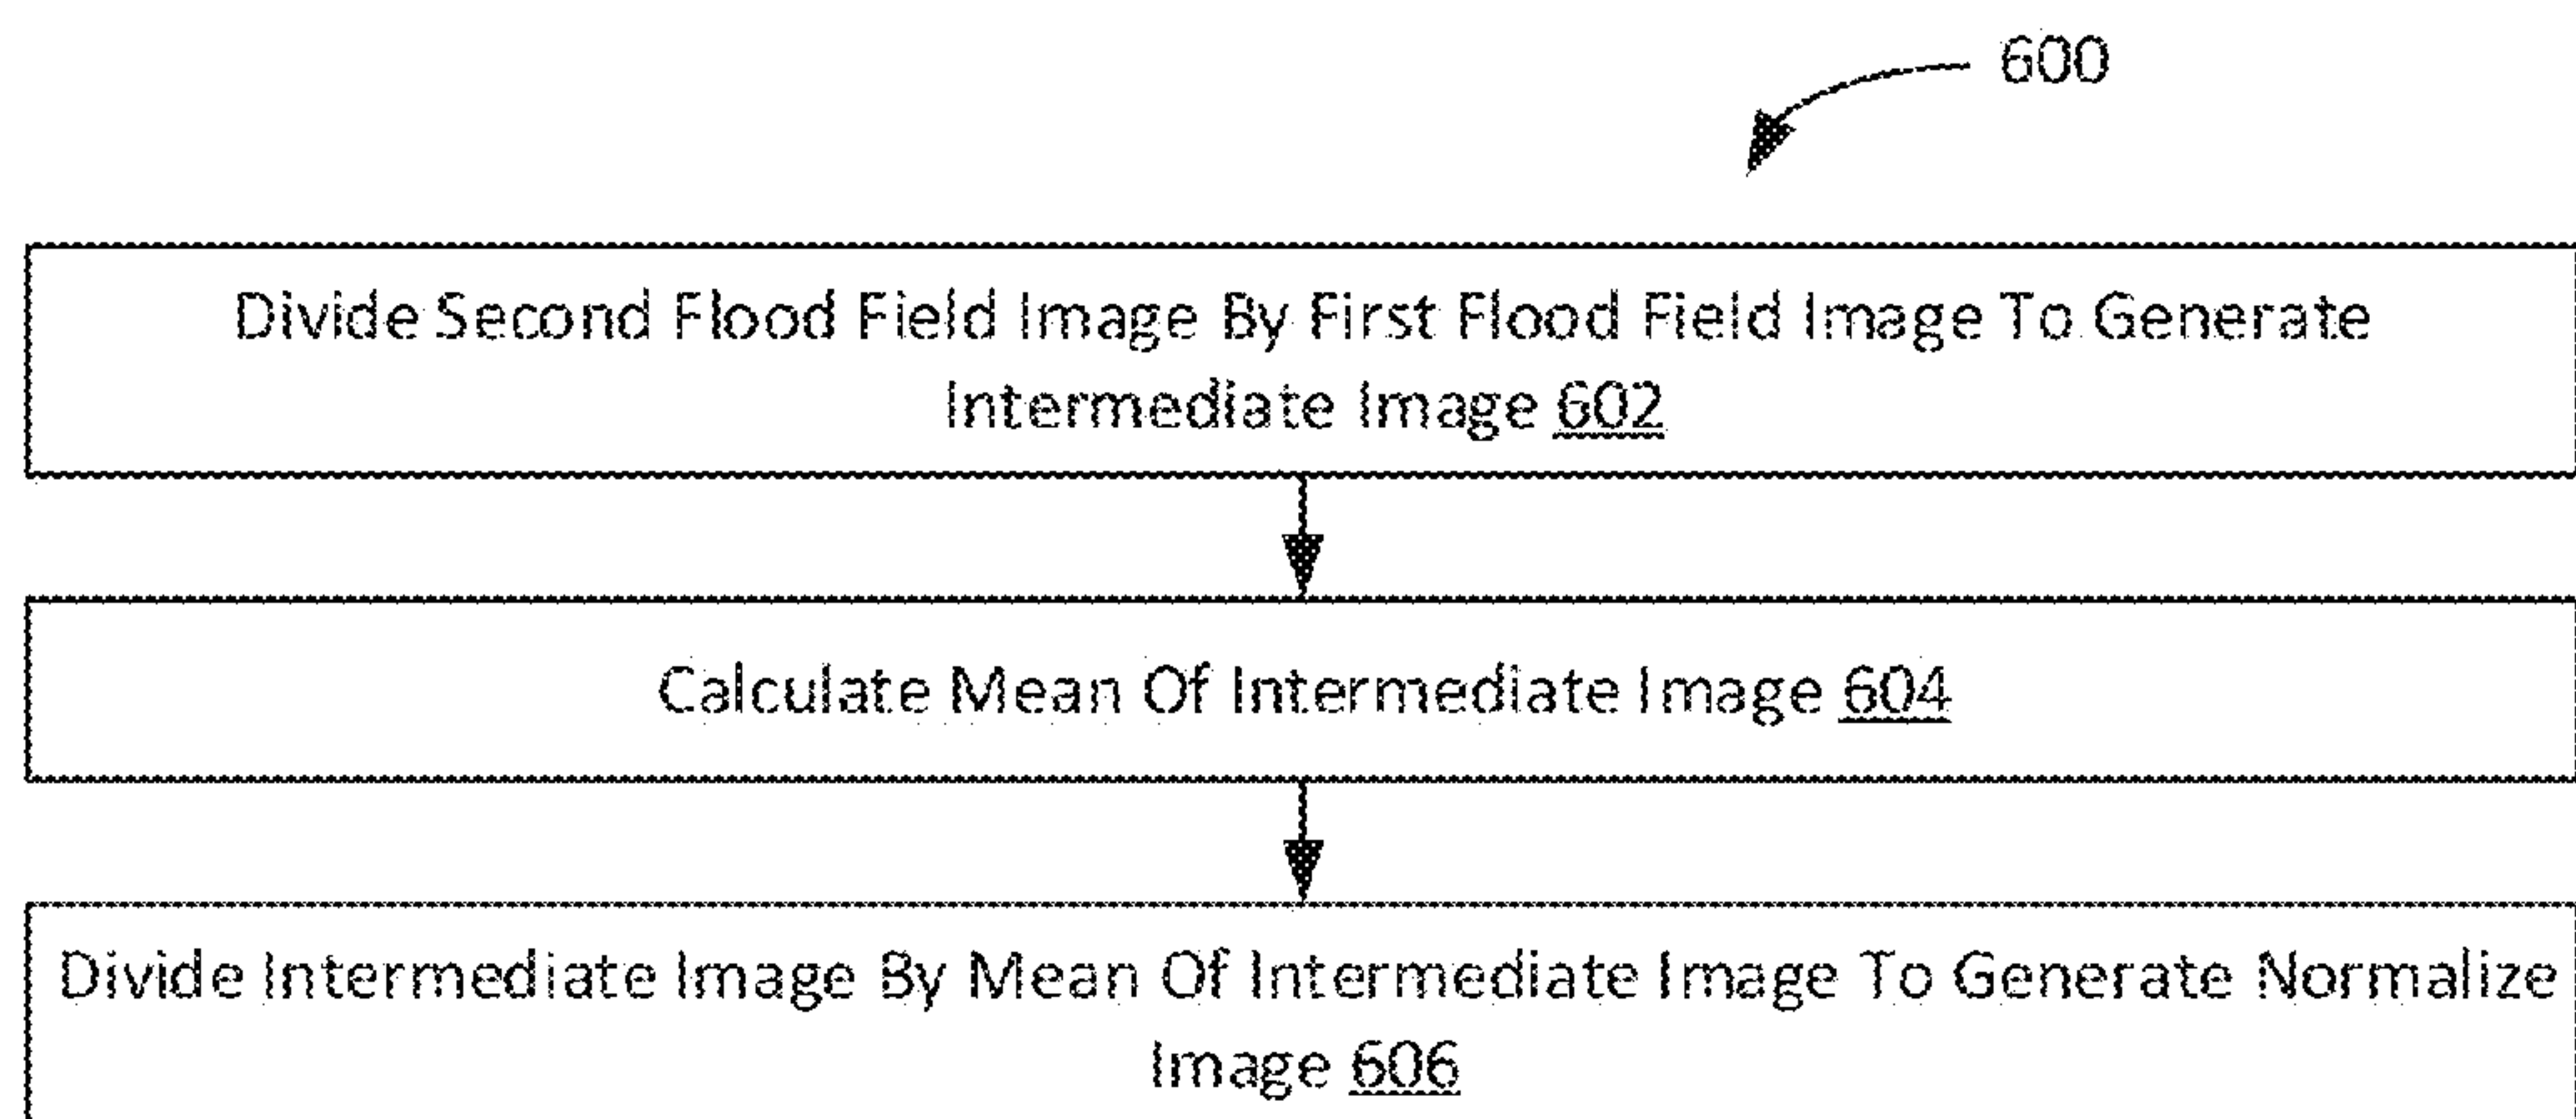 600
Divide Second Flood Field Image By First Flood Field Image To Generate
Intermediate Image 602
Calculate Mean Of Intermediate Image 604
Divide Intermediate Image By Mean Of Intermediate Image To Generate Normalize
Image 606